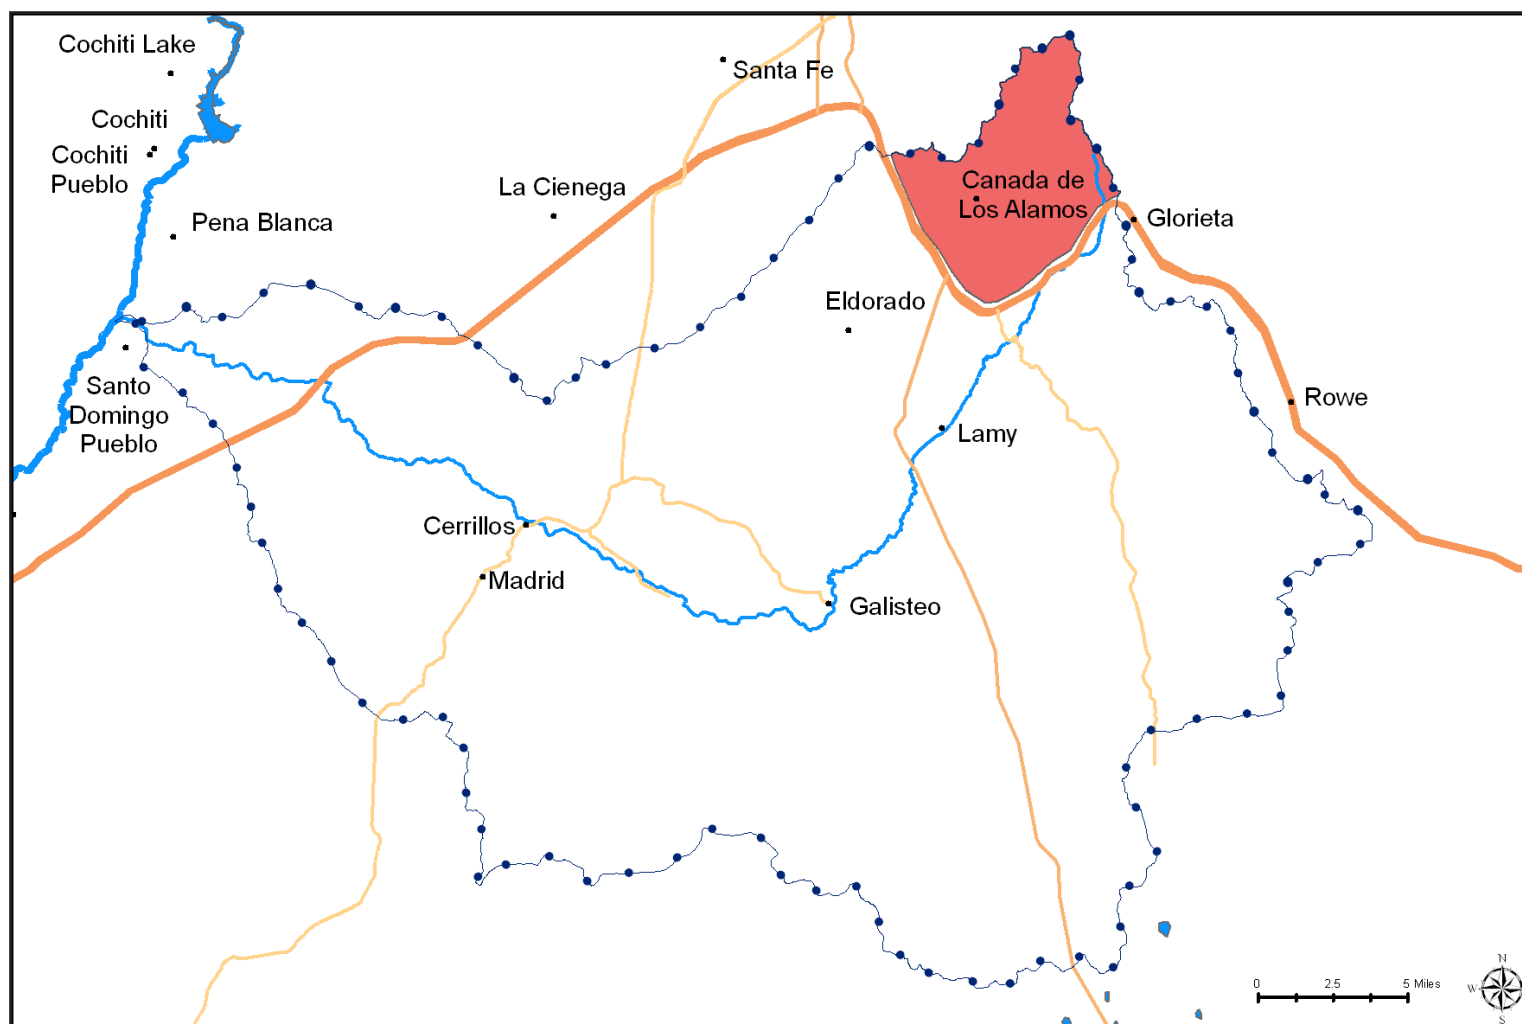 Cochiti Lake
Santa Fe
Cochiti
Cochiti
Pueblo
La Cienega
Canada de
Los Alamos
Pena Blanca
Glorieta
Eldorado
Santo
Domingo
Pueblo
Rowe
Lamy
Cerrillos
Madrid
Galisteo
0 2.5 5 Miles
N
W
S